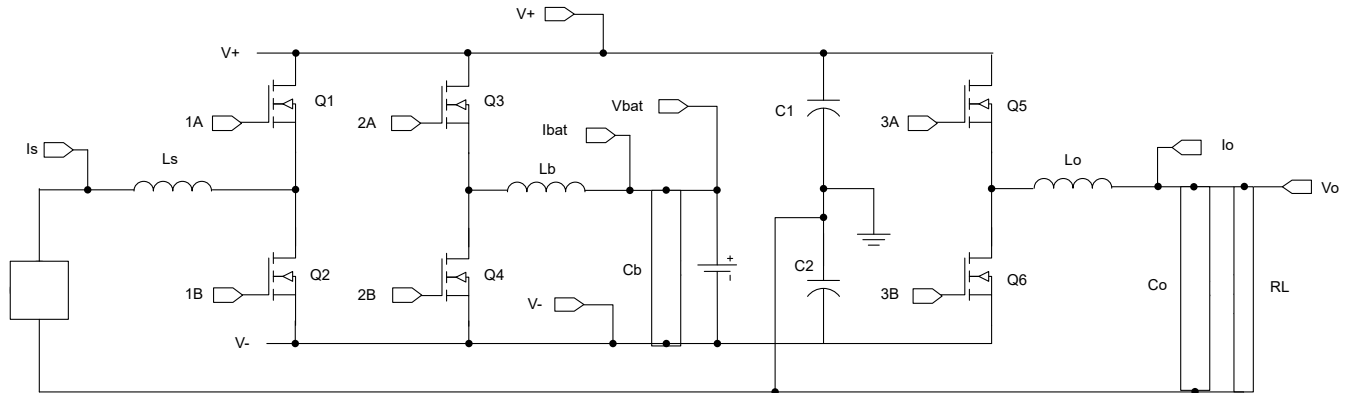 V+
V+
Q1
Q3
Q5
1A
2A
3A
Vbat
Ibat
C1
Is
Ls
Lb
Lo
Io
Vo
Q2
Q4
Q6
Cb
+
-
C2
Co
RL
1B
2B
3B
V-
V-